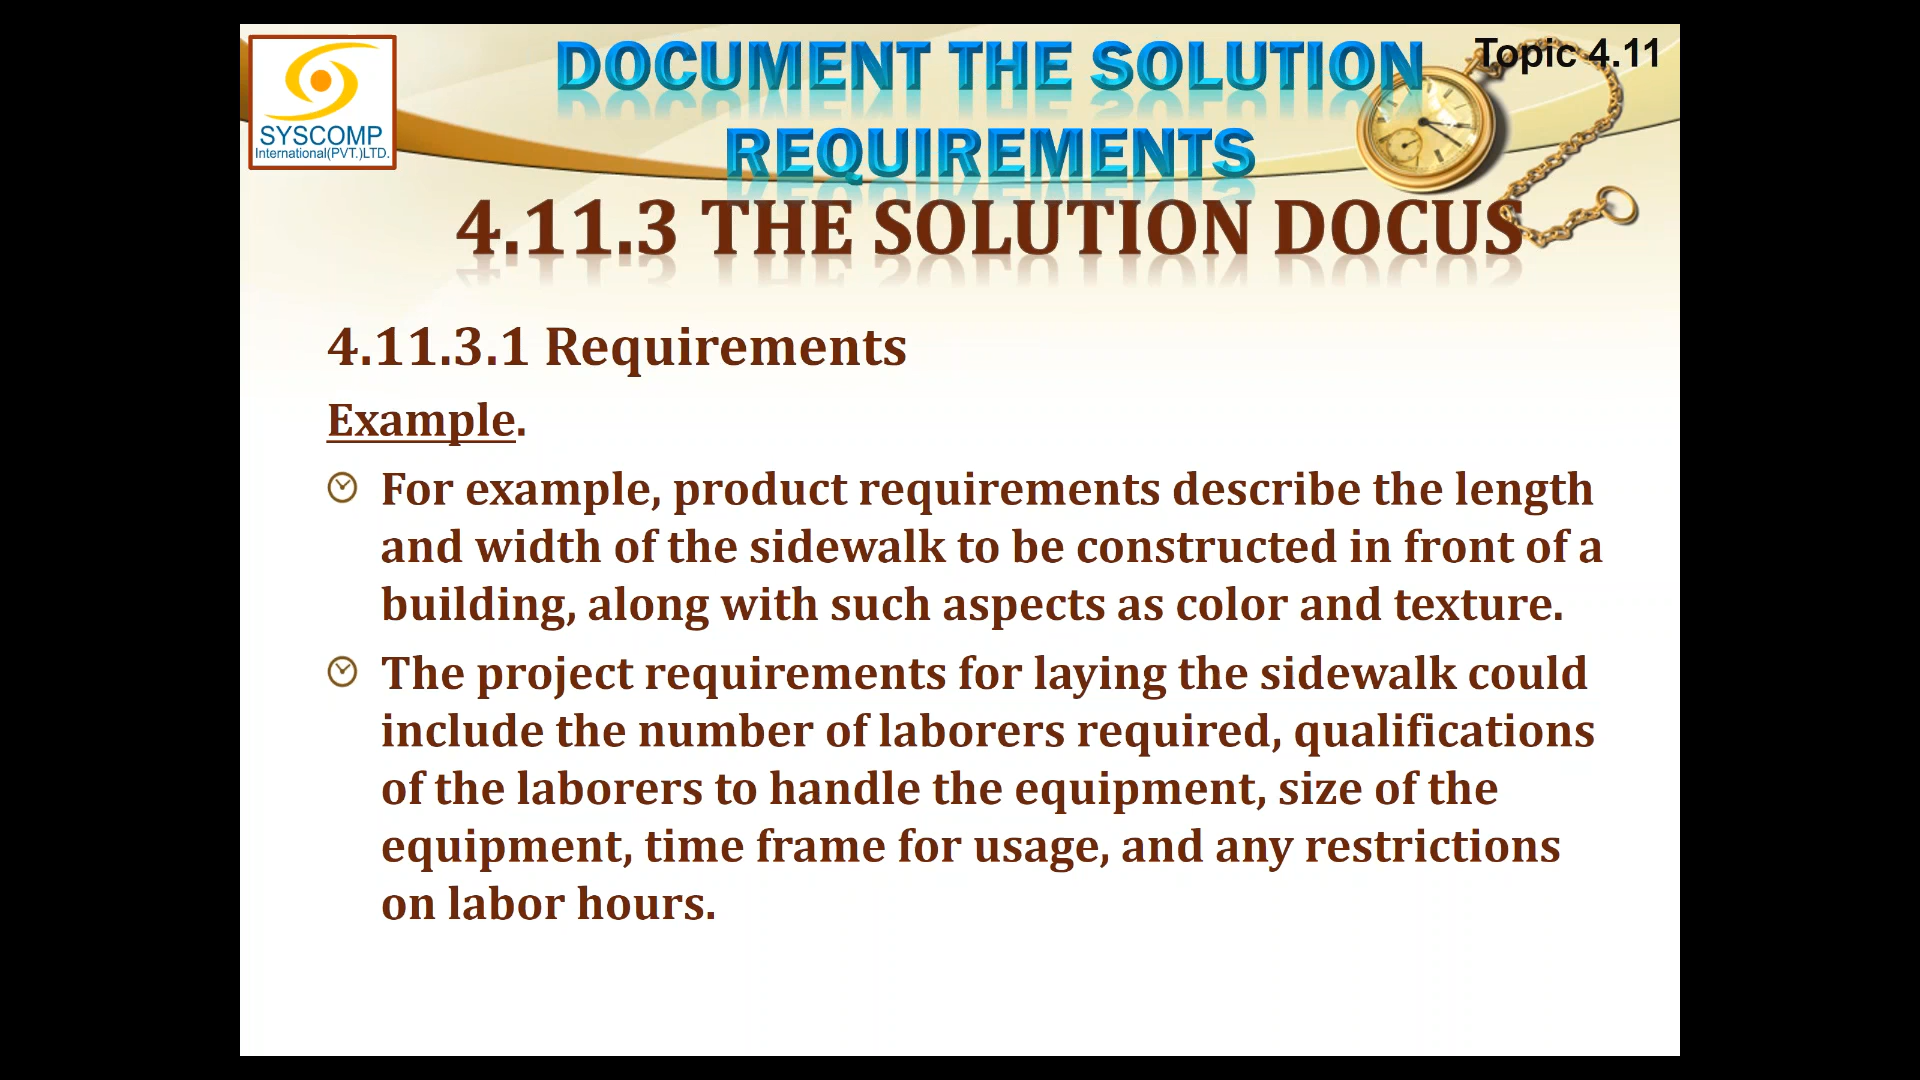 SYSCOMP
International(PVT.)LTD.
DOCUMENT THE SOLUTION
REQUIREMENTS
Topic 4.11
4.11.3 THE SOLUTION DOCUS
4.11.3.1 Requirements
Example.
For example, product requirements describe the length
and width of the sidewalk to be constructed in front of a
building, along with such aspects as color and texture.
The project requirements for laying the sidewalk could
include the number of laborers required, qualifications
of the laborers to handle the equipment, size of the
equipment, time frame for usage, and any restrictions
on labor hours.